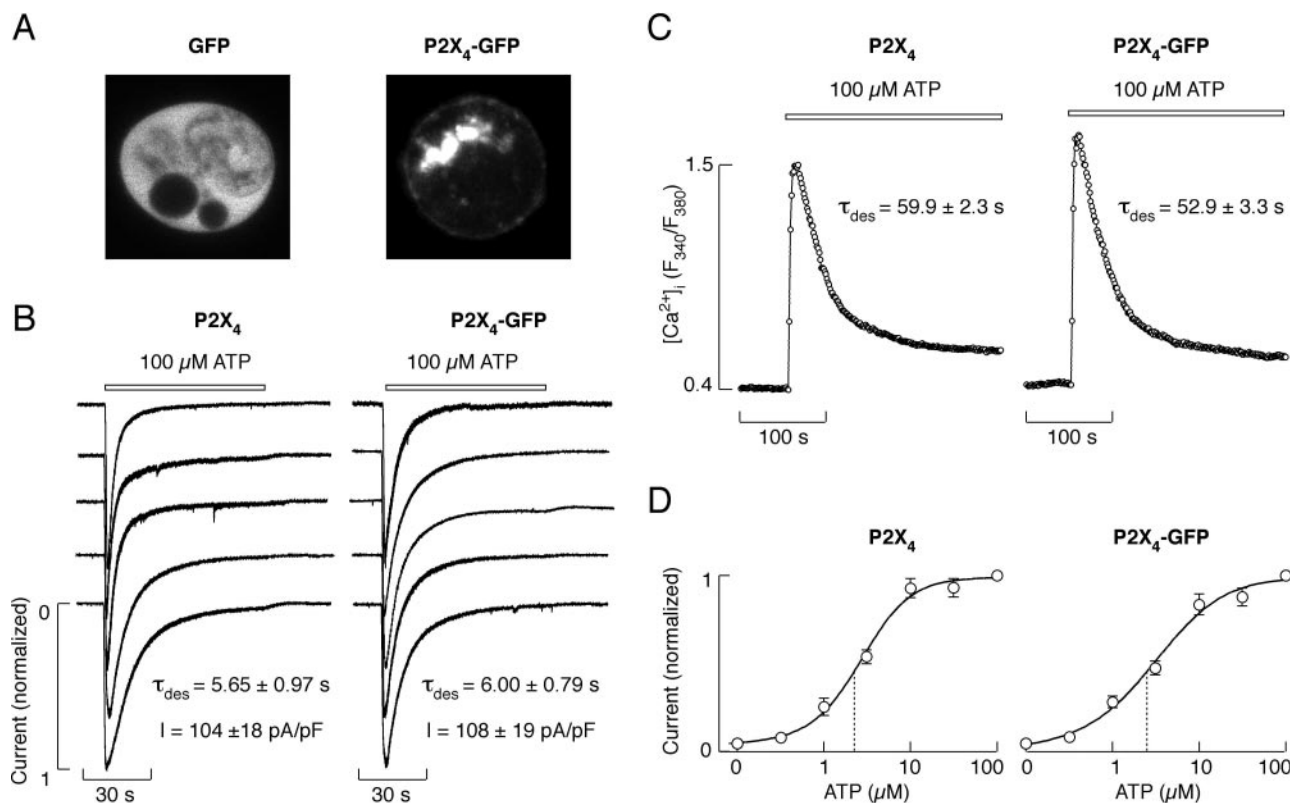 A
GFP
P2X₄-GFP
B
P2X₄
P2X₄-GFP
100 µM ATP
100 µM ATP
Current (normalized)
0
1
τdes = 5.65 ± 0.97 s
I = 104 ±18 pA/pF
τdes = 6.00 ± 0.79 s
I = 108 ± 19 pA/pF
30 s
30 s
C
P2X₄
P2X₄-GFP
100 µM ATP
100 µM ATP
[Ca²⁺]i (F₃₄₀/F₃₈₀)
1.5
0.4
τdes = 59.9 ± 2.3 s
τdes = 52.9 ± 3.3 s
100 s
100 s
D
P2X₄
P2X₄-GFP
Current (normalized)
1
0
0 1 10 100
0 1 10 100
ATP (µM)
ATP (µM)